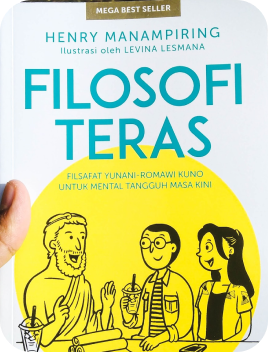 MEGA BEST SELLER
HENRY MANAMPIRING
Ilustrasi oleh LEVINA LESMANA
FILOSOFI
TERAS
FILSAFAT YUNANI-ROMAWI KUNO
UNTUK MENTAL TANGGUH MASA KINI